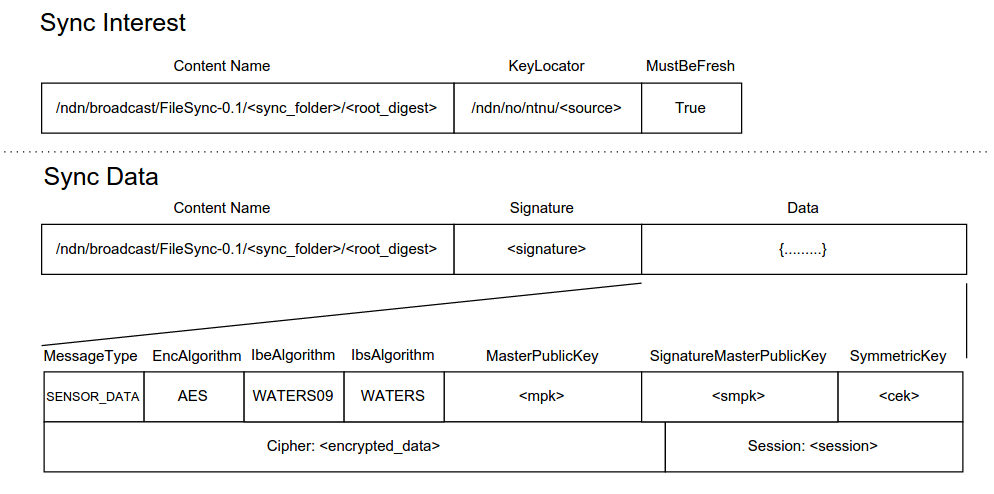 Sync Interest
Content Name KeyLocator MustBeFresh
/ndn/broadcast/FileSync-0.1/<sync_folder>/<root_digest> /ndn/no/ntnu/<source> True
Sync Data
Content Name Signature Data
/ndn/broadcast/FileSync-0.1/<sync_folder>/<root_digest> <signature> {.........}
MessageType EncAlgorithm IbeAlgorithm IbsAlgorithm MasterPublicKey SignatureMasterPublicKey SymmetricKey
SENSOR_DATA AES WATERS09 WATERS <mpk> <smpk> <cek>
Cipher: <encrypted_data> Session: <session>